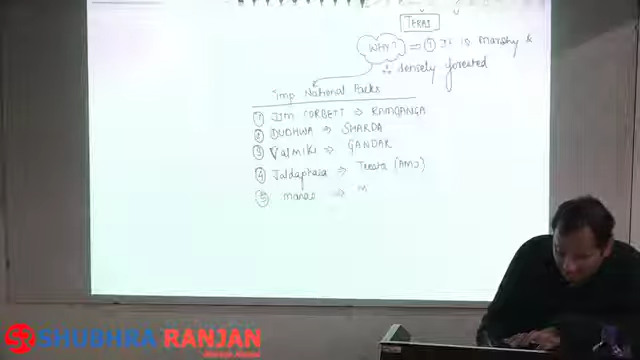 TERAI
WHY? ⇒ ① It is marshy &
densely forested
Imp National Parks
① JIM CORBETT ⇒ RAMGANGA
② DUDHWA ⇒ SHARDA
③ Valmiki ⇒ GANDAK
④ Jaldapara ⇒ Teesta
⑤ manas ⇒ m
SHUBHRA RANJAN